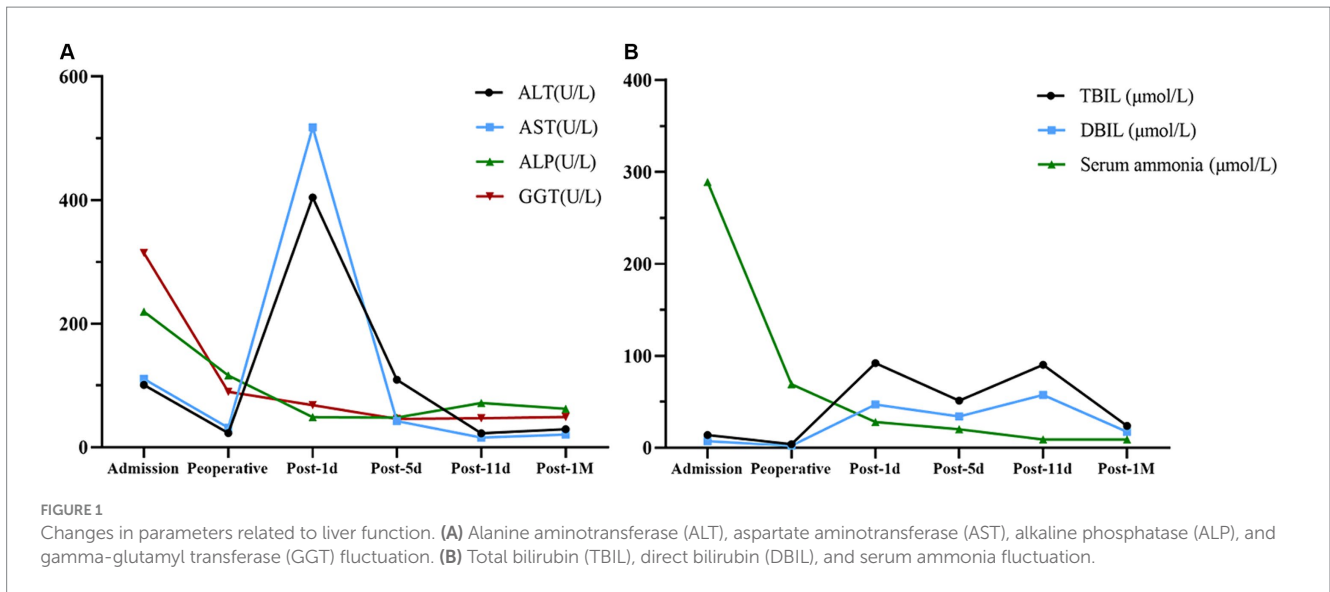 A
600
400
200
0
ALT(U/L)
AST(U/L)
ALP(U/L)
GGT(U/L)
Admission Peoperative Post-1d Post-5d Post-11d Post-1M
B
400
300
200
100
0
TBIL (μmol/L)
DBIL (μmol/L)
Serum ammonia (μmol/L)
Admission Peoperative Post-1d Post-5d Post-11d Post-1M
FIGURE 1
Changes in parameters related to liver function. (A) Alanine aminotransferase (ALT), aspartate aminotransferase (AST), alkaline phosphatase (ALP), and
gamma-glutamyl transferase (GGT) fluctuation. (B) Total bilirubin (TBIL), direct bilirubin (DBIL), and serum ammonia fluctuation.